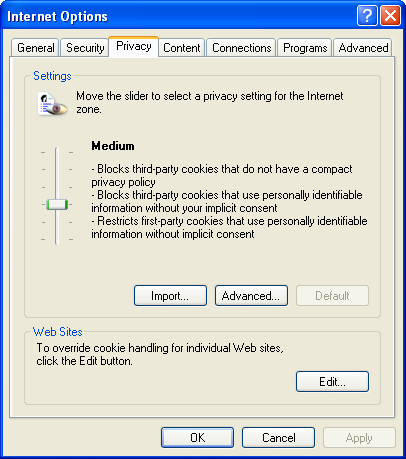 Internet Options
General Security Privacy Content Connections Programs Advanced
Settings
Move the slider to select a privacy setting for the Internet
zone.
Medium
- Blocks third-party cookies that do not have a compact
privacy policy
- Blocks third-party cookies that use personally identifiable
information without your implicit consent
- Restricts first-party cookies that use personally identifiable
information without implicit consent
Import... Advanced... Default
Web Sites
To override cookie handling for individual Web sites,
click the Edit button.
Edit...
OK Cancel Apply